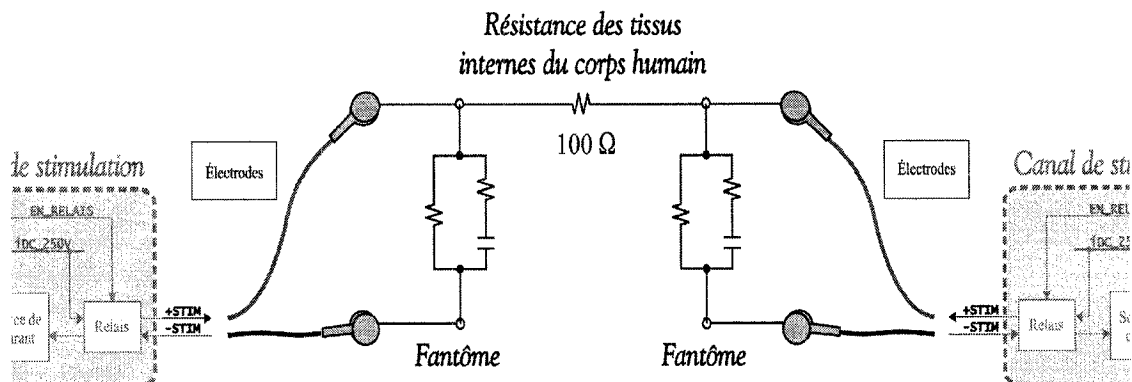 Résistance des tissus
internes du corps humain
100 Ω
Électrodes
de stimulation
EN_RELAIS
DC_250V
+STIM
-STIM
Relais
Fantôme
Fantôme
Électrodes
Canal de
+STIM
-STIM
Relais